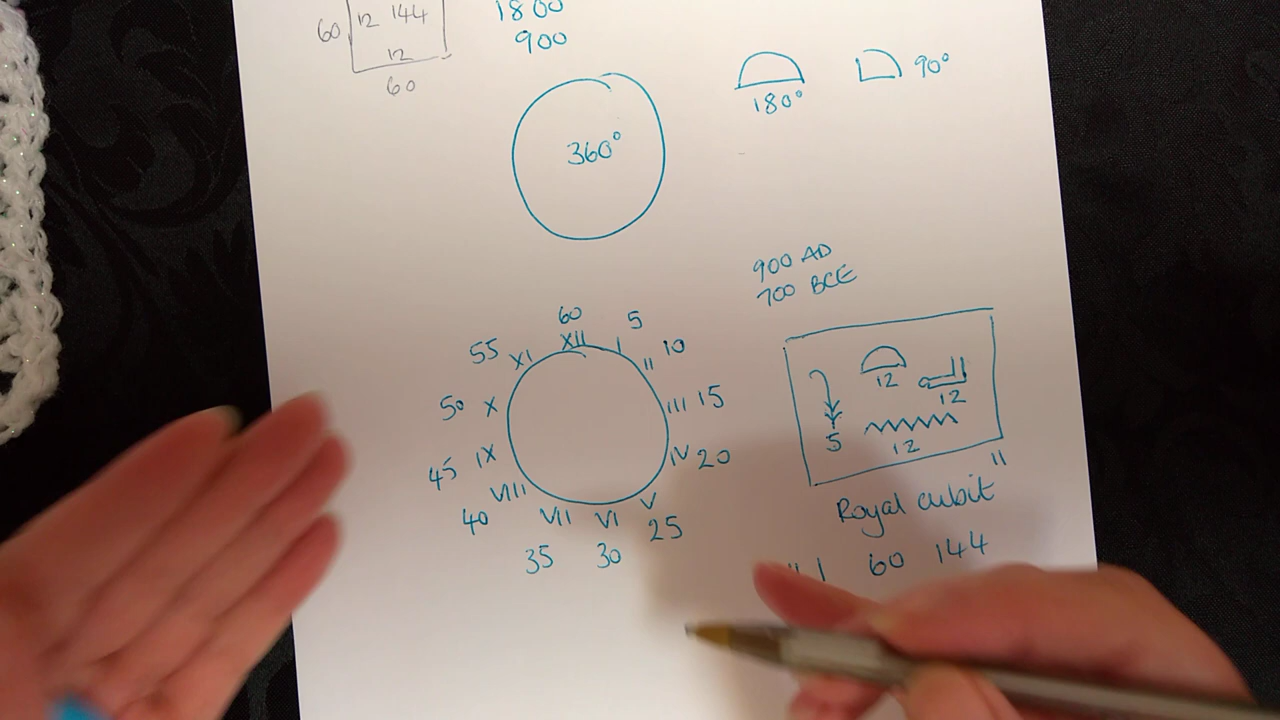 60 12 144
12
60
1800
900
360°
180°
90°
900 AD
700 BCE
60
XII
5
I
10
II
III 15
IV 20
V
25
VI
30
VII
35
VIII
40
45 IX
50 X
55 XI
12
12
5
12
11
Royal cubit
60 144